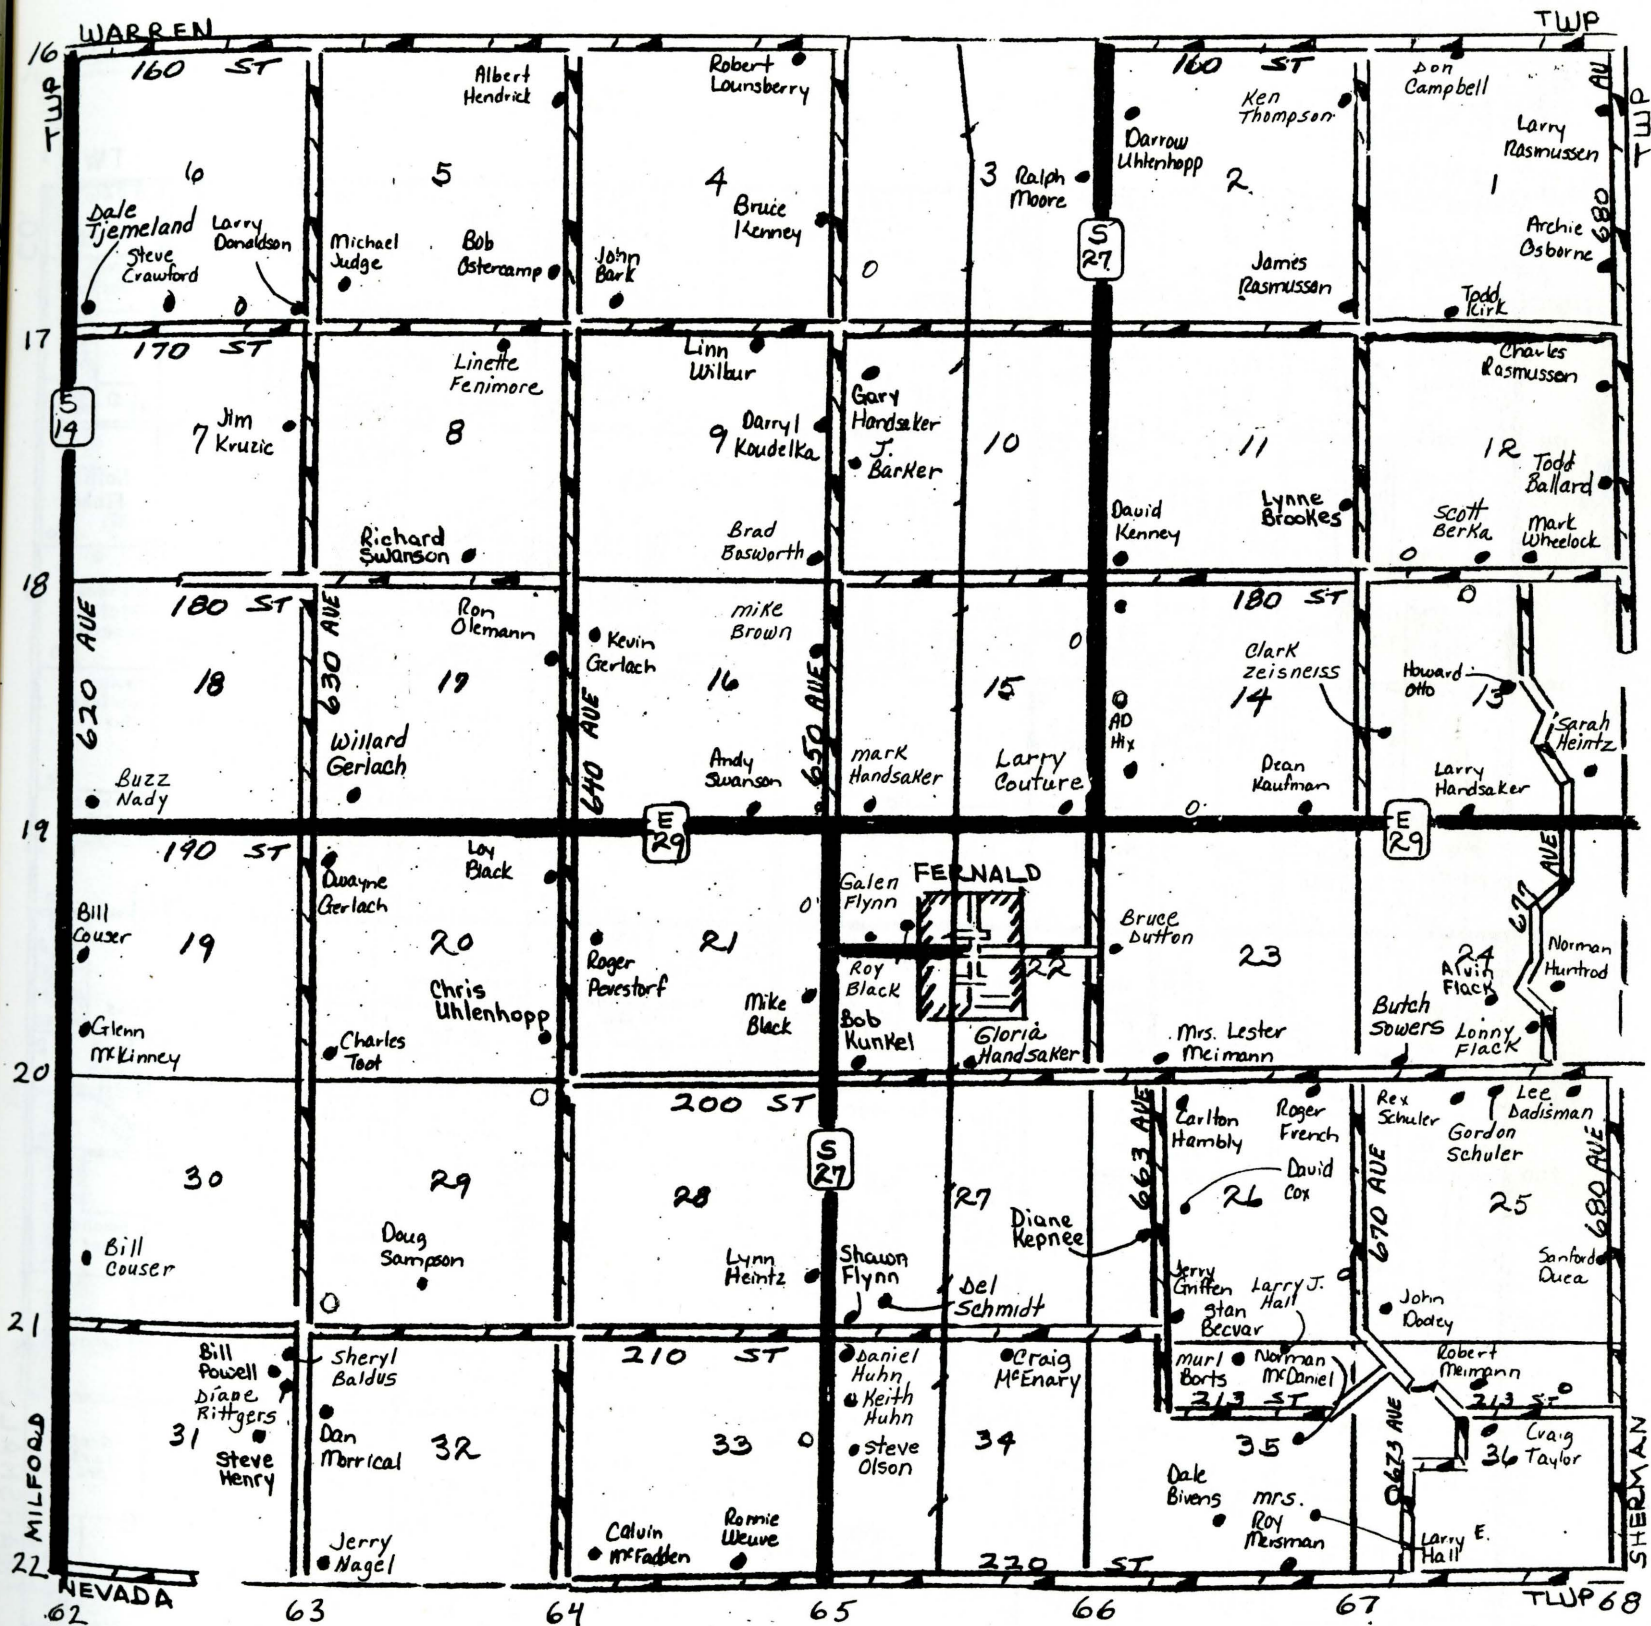 WARREN
TWP
16
160 ST
TWP
Albert
Hendrick
Robert
Lounsberry
160 ST
Ken
Thompson
Don
Campbell
680 AV
TWP
Darrow
Uhlenhopp
Larry
Rasmussen
6
5
4
3
Ralph
Moore
2
1
Dale
Tjemeland
Larry
Donaldson
Steve
Crawford
Michael
Judge
Bob
Ostercamp
John
Bark
Bruce
Kenney
S
27
James
Rasmusson
Archie
Osborne
Todd
Kirk
17
170 ST
Linette
Fenimore
Linn
Wilbur
Charles
Rasmusson
S
14
7
Jim
Kruzic
8
9
Darryl
Koudelka
Gary
Handsaker
J.
Barker
10
11
12
Todd
Ballard
Richard
Swanson
Brad
Bosworth
David
Kenney
Lynne
Brookes
Scott
Berka
Mark
Wheelock
18
180 ST
620 AVE
630 AVE
Ron
Olemann
Kevin
Gerlach
mike
Brown
180 ST
18
17
16
15
14
13
Clark
Zeisneiss
Howard
Otto
Sarah
Heintz
640 AVE
650 AVE
AD
Hix
Buzz
Nady
Willard
Gerlach
Andy
Swanson
mark
Handsaker
Larry
Couture
Dean
Kaufman
Larry
Handsaker
19
190 ST
E
29
E
29
Dwayne
Gerlach
Loy
Black
Galen
Flynn
FERNALD
677 AVE
Bill
Couser
19
20
21
22
23
24
Roger
Pevestorf
Roy
Black
Bruce
Dutton
Alvin
Flack
Norman
Huntrod
Glenn
McKinney
Charles
Toot
Chris
Uhlenhopp
Mike
Black
Bob
Kunkel
Gloria
Handsaker
Mrs. Lester
Meimann
Butch
Sowers
Lonny
Flack
20
200 ST
663 AVE
Carlton
Hambly
Roger
French
Rex
Schuler
Gordon
Schuler
Lee
Dadisman
30
29
28
S
27
27
26
25
David
Cox
670 AVE
680 AVE
Bill
Couser
Doug
Sampson
Lynn
Heintz
Shawn
Flynn
Del
Schmidt
Diane
Kepnee
Jerry
Griffen
Stan
Becvar
Larry J.
Hall
John
Dooley
Sanford
Duea
21
210 ST
Bill
Powell
Diane
Rittgers
Steve
Henry
Sheryl
Baldus
Dan
Morrical
Daniel
Huhn
Keith
Huhn
Steve
Olson
Craig
McEnary
Murl
Borts
Norman
McDaniel
Robert
Meimann
213 ST
213 ST
31
32
33
34
35
36
Craig
Taylor
673 AVE
MILFORD
SHERMAN
Jerry
Nagel
Calvin
McFadden
Ronnie
Weuve
Dale
Bivens
mrs.
Roy
Mersman
Larry E.
Hall
22
220 ST
NEVADA
TWP
62
63
64
65
66
67
68